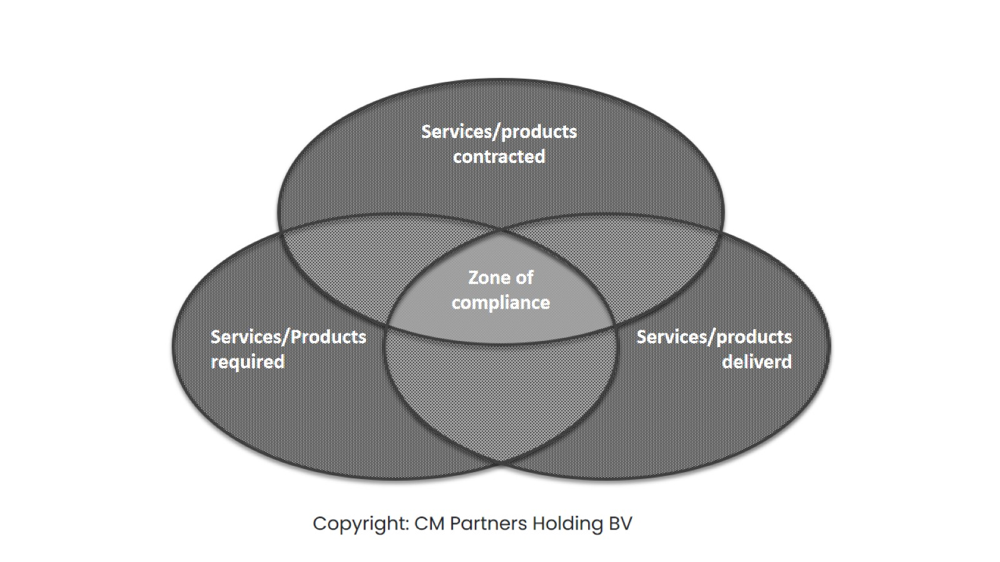 Services/products
contracted
Zone of
compliance
Services/Products
required
Services/products
deliverd
Copyright: CM Partners Holding BV